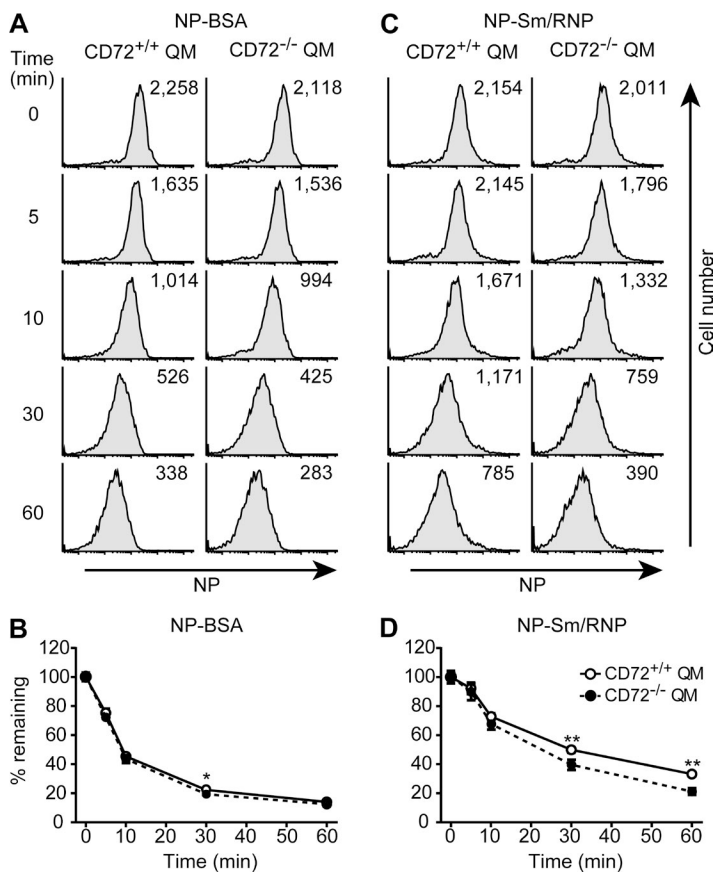 A NP-BSA
C NP-Sm/RNP
Time (min) CD72+/+ QM CD72-/- QM
CD72+/+ QM CD72-/- QM
0 2,258 2,118 2,154 2,011
5 1,635 1,536 2,145 1,796
10 1,014 994 1,671 1,332
30 526 425 1,171 759
60 338 283 785 390
Cell number
NP
NP
B NP-BSA
120
100
80
60
40
20
0
% remaining
*
0 10 20 30 40 50 60
Time (min)
D NP-Sm/RNP
120
100
80
60
40
20
0
CD72+/+ QM
CD72-/- QM
**
**
0 10 20 30 40 50 60
Time (min)